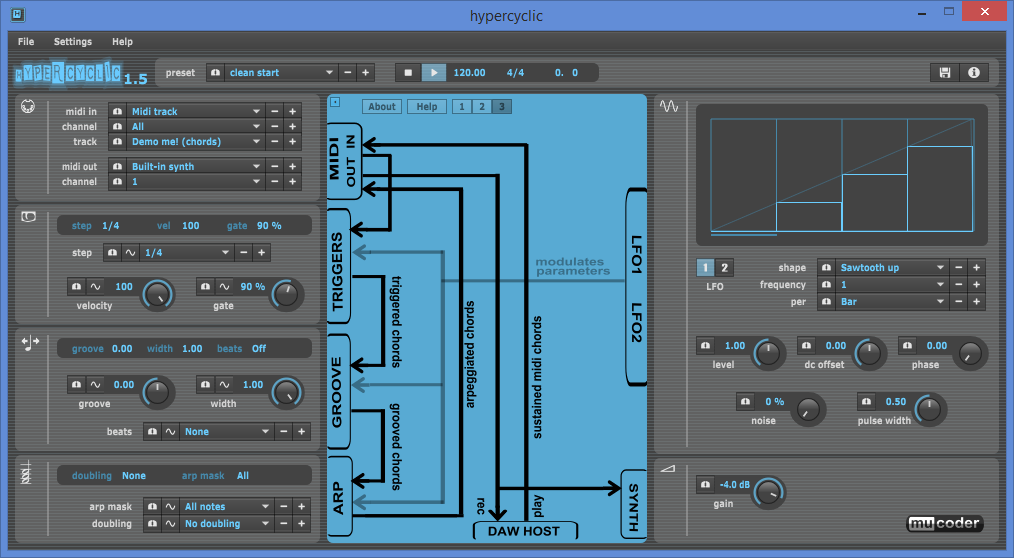 hypercyclic
File Settings Help
HYPERCYCLIC 1.5
preset clean start 120.00 4/4 0. 0
midi in Midi track
channel All
track Demo me! (chords)
midi out Built-in synth
channel 1
step 1/4 vel 100 gate 90 %
step 1/4
100 90 %
velocity gate
groove 0.00 width 1.00 beats Off
0.00 1.00
groove width
beats None
doubling None arp mask All
arp mask All notes
doubling No doubling
About Help 1 2 3
MIDI
OUT IN
TRIGGERS
GROOVE
ARP
triggered chords
grooved chords
arpeggiated chords
sustained midi chords
modulates
parameters
LFO1 LFO2
rec
play
DAW HOST
SYNTH
1 2
LFO
shape Sawtooth up
frequency 1
per Bar
1.00 0.00 0.00
level dc offset phase
0 % 0.50
noise pulse width
-4.0 dB
gain
mucoder